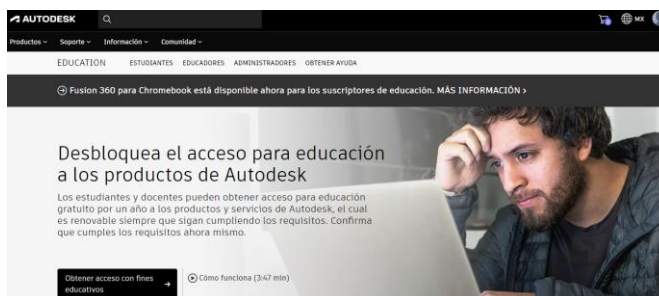 AUTODESK
MX
Productos Soporte Información Comunidad
EDUCATION ESTUDIANTES EDUCADORES ADMINISTRADORES OBTENER AYUDA
Fusion 360 para Chromebook está disponible ahora para los suscriptores de educación. MÁS INFORMACIÓN >
Desbloquea el acceso para educación
a los productos de Autodesk
Los estudiantes y docentes pueden obtener acceso para educación
gratuito por un año a los productos y servicios de Autodesk, el cual
es renovable siempre que sigan cumpliendo los requisitos. Confirma
que cumples los requisitos ahora mismo.
Obtener acceso con fines
educativos
Cómo funciona (3:47 min)